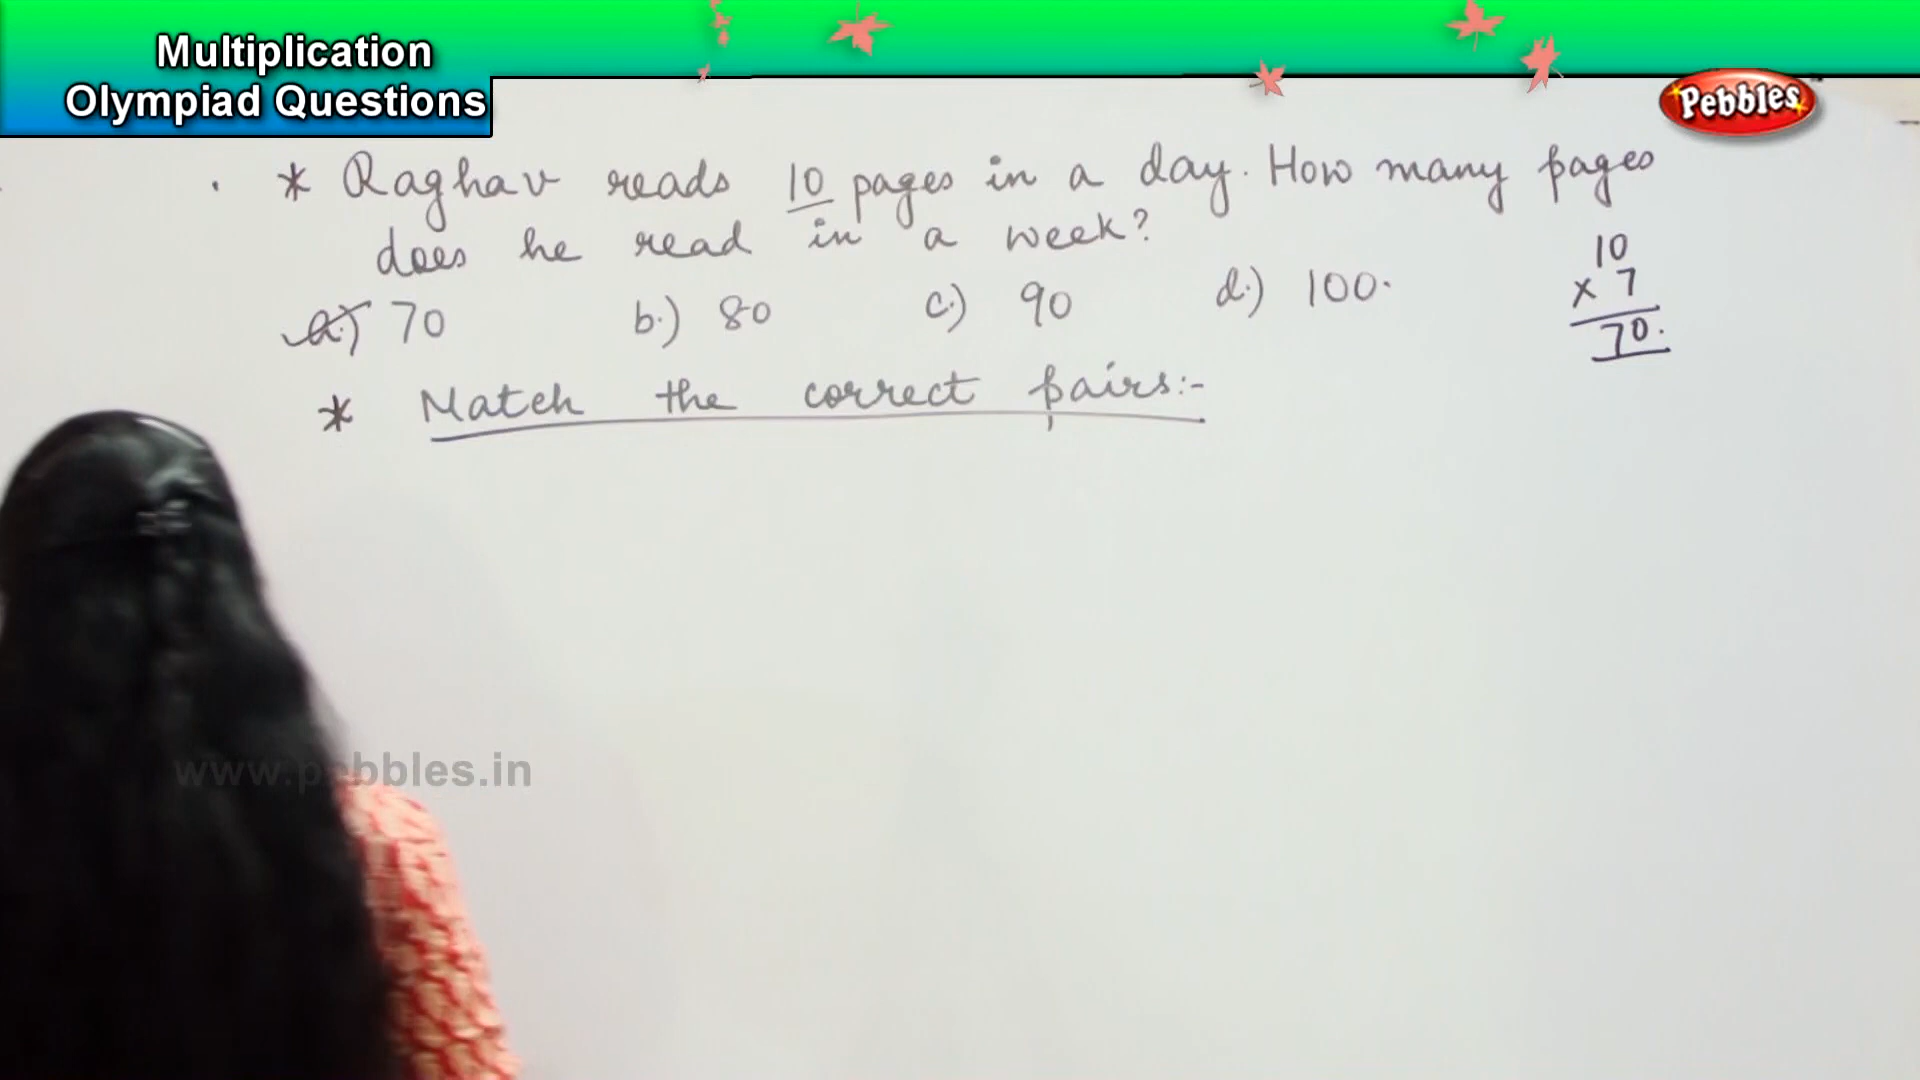 Multiplication
Olympiad Questions
Pebbles
* Raghav reads 10 pages in a day. How many pages
does he read in a week?
a.) 70 b.) 80 c.) 90 d.) 100.
10
x 7
70.
* Match the correct pairs:-
www.pebbles.in